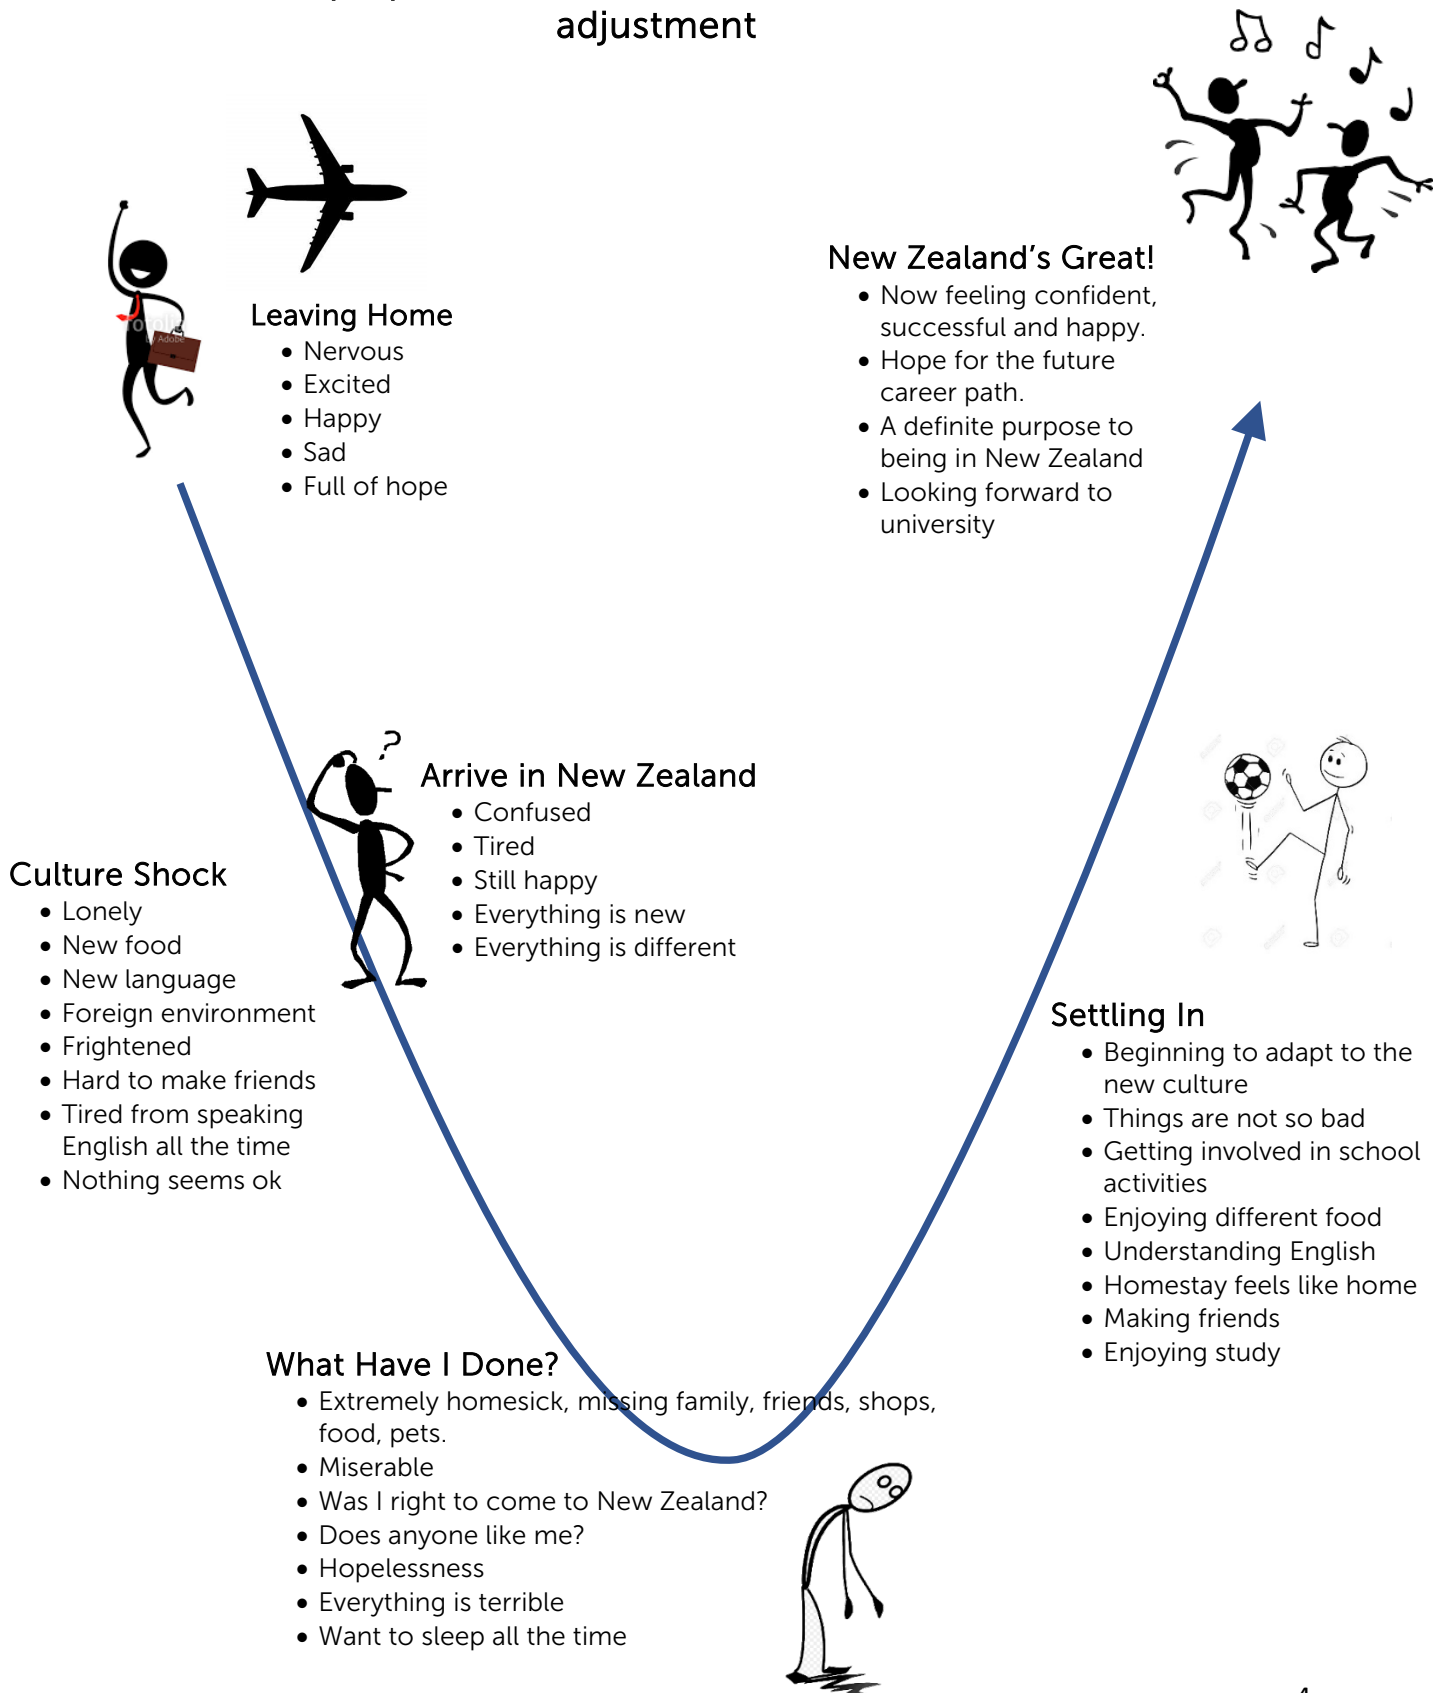 adjustment
Leaving Home
• Nervous
• Excited
• Happy
• Sad
• Full of hope
New Zealand’s Great!
• Now feeling confident,
successful and happy.
• Hope for the future
career path.
• A definite purpose to
being in New Zealand
• Looking forward to
university
?
Arrive in New Zealand
• Confused
• Tired
• Still happy
• Everything is new
• Everything is different
Culture Shock
• Lonely
• New food
• New language
• Foreign environment
• Frightened
• Hard to make friends
• Tired from speaking
English all the time
• Nothing seems ok
Settling In
• Beginning to adapt to the
new culture
• Things are not so bad
• Getting involved in school
activities
• Enjoying different food
• Understanding English
• Homestay feels like home
• Making friends
• Enjoying study
What Have I Done?
• Extremely homesick, missing family, friends, shops,
food, pets.
• Miserable
• Was I right to come to New Zealand?
• Does anyone like me?
• Hopelessness
• Everything is terrible
• Want to sleep all the time